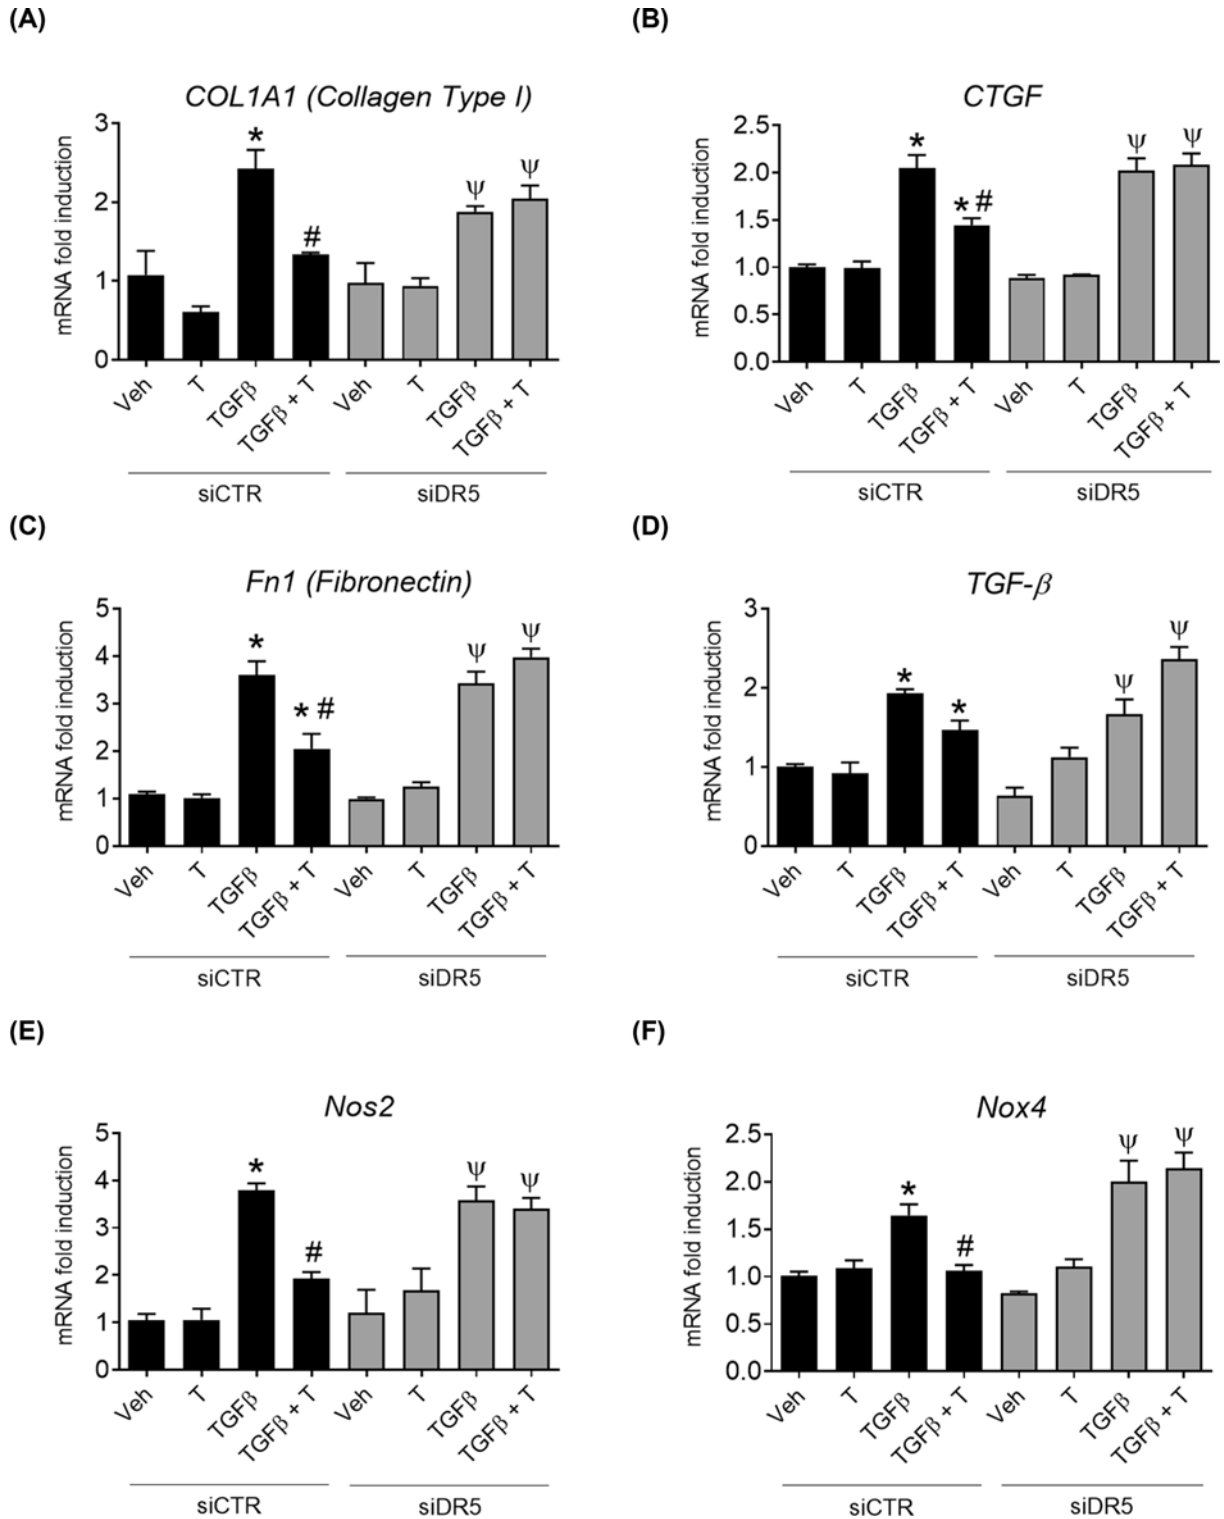 (A)
COL1A1 (Collagen Type I)
mRNA fold induction
3
2
1
0
*
#
ψ
ψ
Veh
T
TGFβ
TGFβ + T
Veh
T
TGFβ
TGFβ + T
siCTR
siDR5
(B)
CTGF
mRNA fold induction
2.5
2.0
1.5
1.0
0.5
0.0
*
* #
ψ
ψ
Veh
T
TGFβ
TGFβ + T
Veh
T
TGFβ
TGFβ + T
siCTR
siDR5
(C)
Fn1 (Fibronectin)
mRNA fold induction
5
4
3
2
1
0
*
* #
ψ
ψ
Veh
T
TGFβ
TGFβ + T
Veh
T
TGFβ
TGFβ + T
siCTR
siDR5
(D)
TGF-β
mRNA fold induction
3
2
1
0
*
*
ψ
ψ
Veh
T
TGFβ
TGFβ + T
Veh
T
TGFβ
TGFβ + T
siCTR
siDR5
(E)
Nos2
mRNA fold induction
5
4
3
2
1
0
*
#
ψ
ψ
Veh
T
TGFβ
TGFβ + T
Veh
T
TGFβ
TGFβ + T
siCTR
siDR5
(F)
Nox4
mRNA fold induction
2.5
2.0
1.5
1.0
0.5
0.0
*
#
ψ
ψ
Veh
T
TGFβ
TGFβ + T
Veh
T
TGFβ
TGFβ + T
siCTR
siDR5